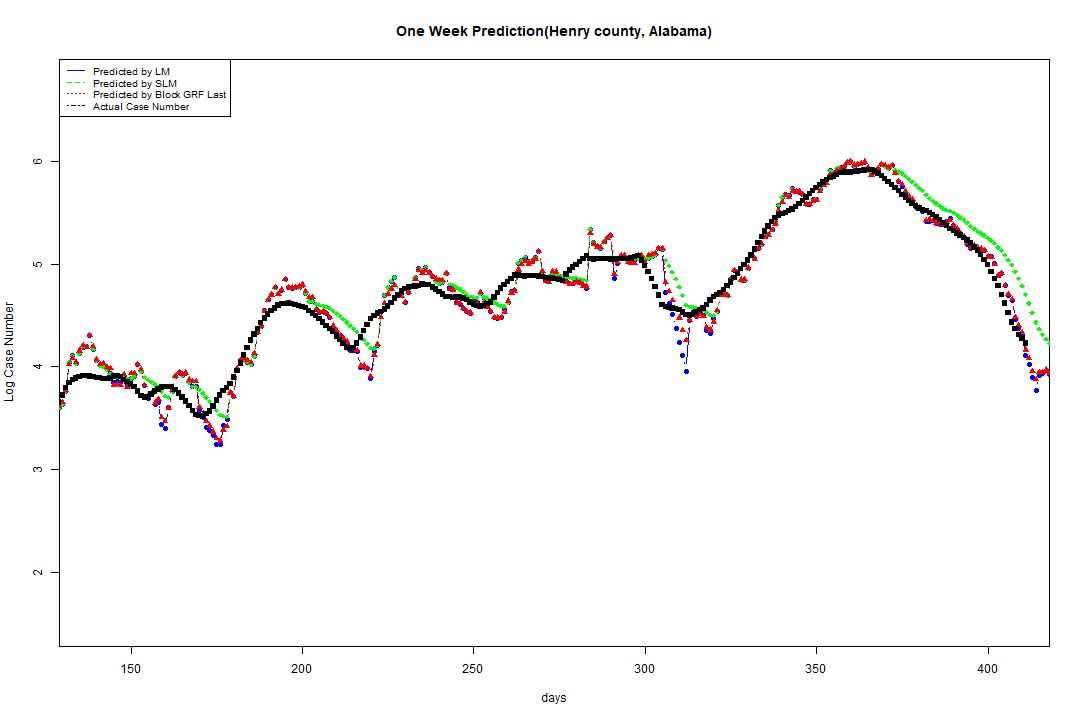 One Week Prediction(Henry county, Alabama)
Predicted by LM
Predicted by SLM
Predicted by Block GRF Last
Actual Case Number
6
5
4
3
2
Log Case Number
150 200 250 300 350 400
days